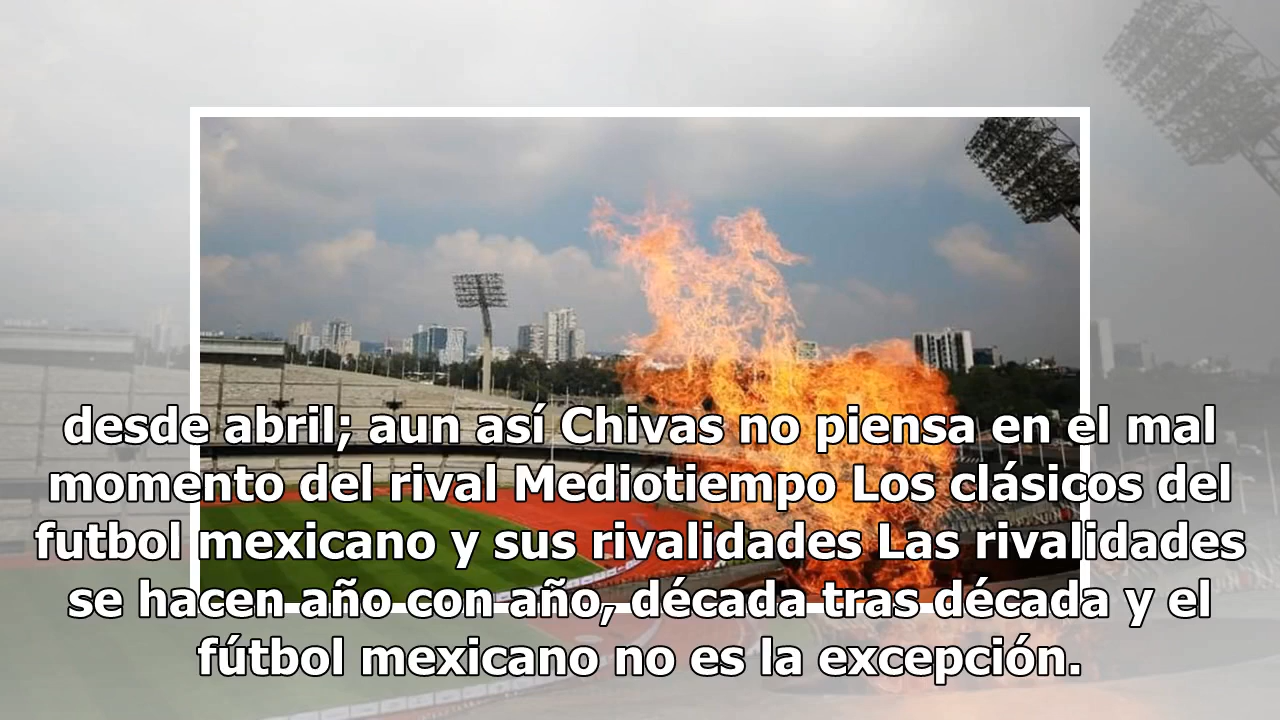 desde abril; aun así Chivas no piensa en el mal
momento del rival Mediotiempo Los clásicos del
futbol mexicano y sus rivalidades Las rivalidades
se hacen año con año, década tras década y el
fútbol mexicano no es la excepción.